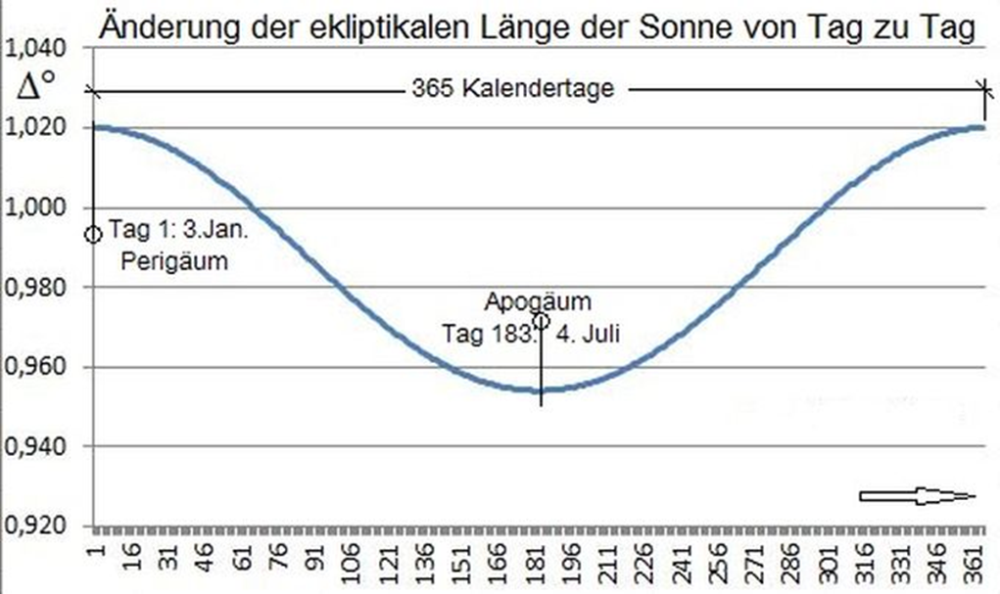 Änderung der ekliptikalen Länge der Sonne von Tag zu Tag
1,040
Δ°
365 Kalendertage
1,020
1,000
Tag 1: 3.Jan.
Perigäum
0,980
Apogäum
Tag 183: 4. Juli
0,960
0,940
0,920
1 16 31 46 61 76 91 106 121 136 151 166 181 196 211 226 241 256 271 286 301 316 331 346 361